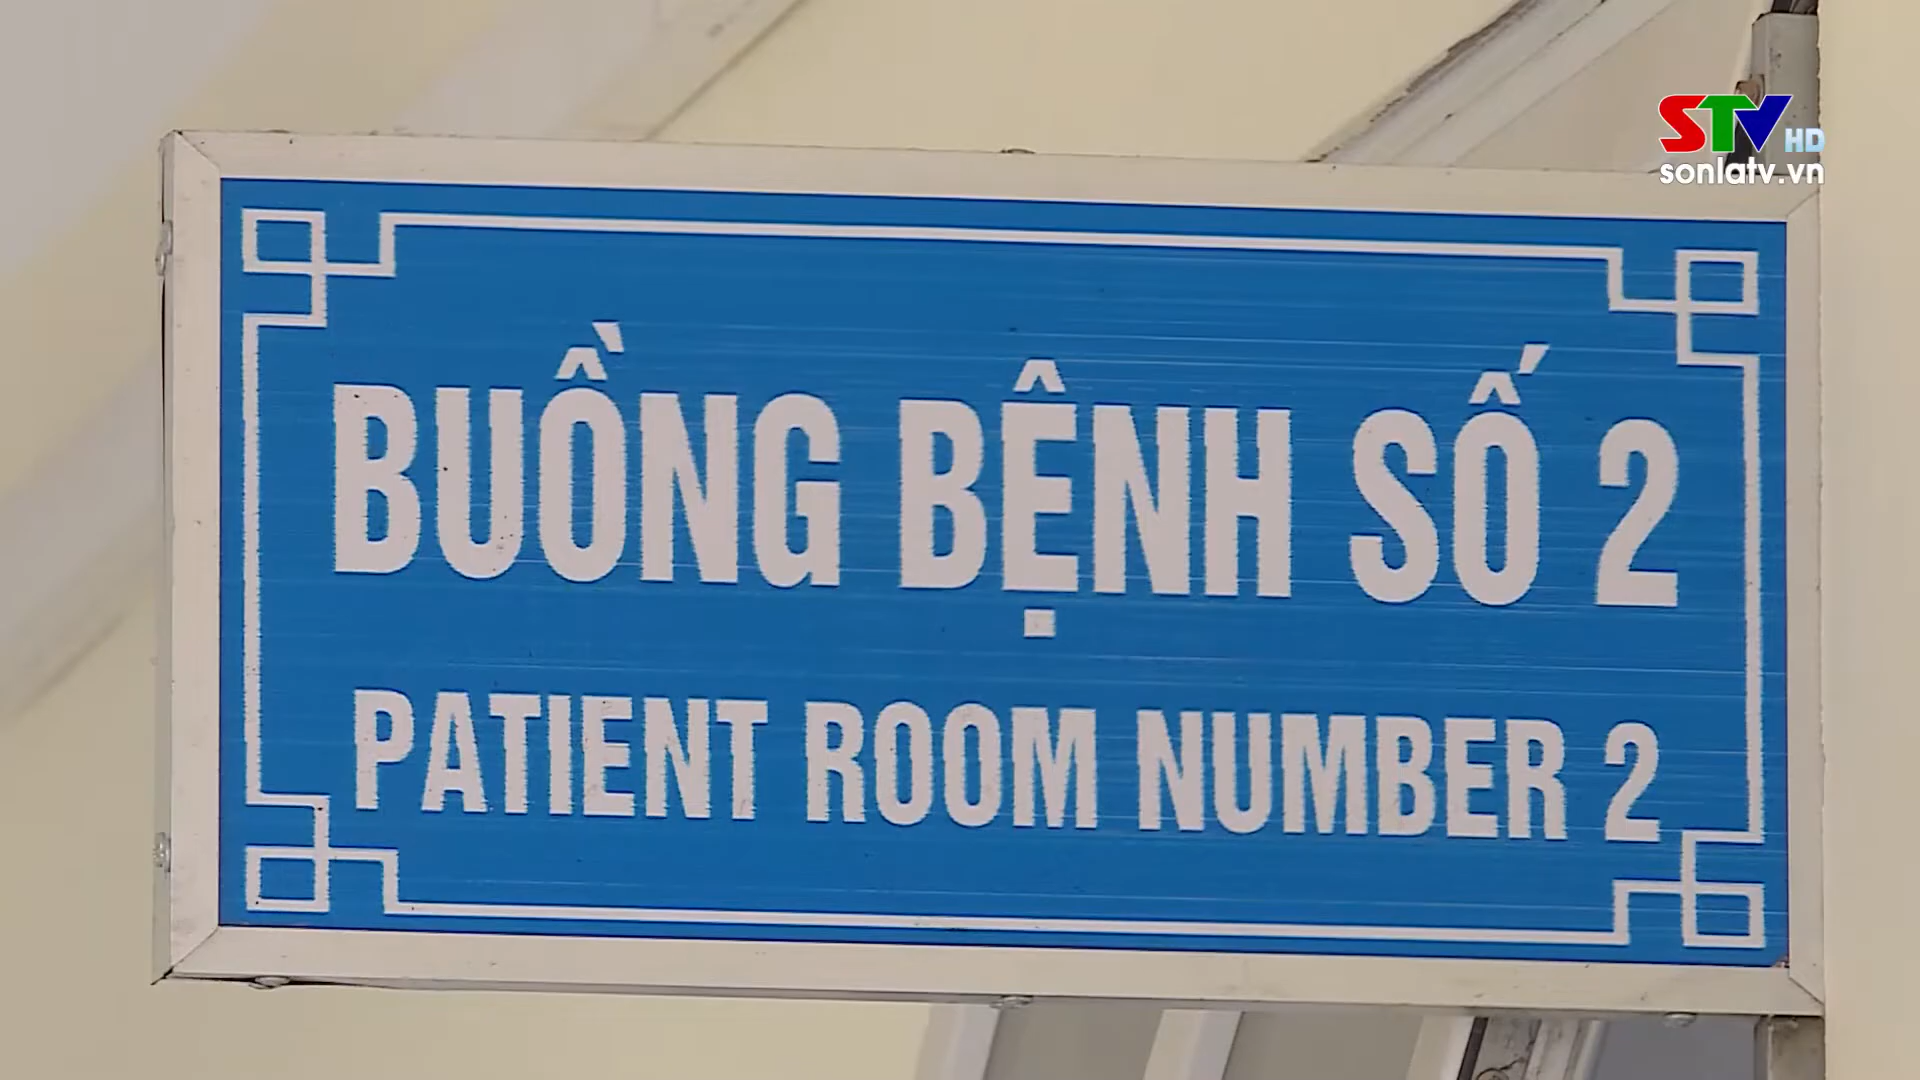 STV HD
sonlatv.vn
BUỒNG BỆNH SỐ 2
PATIENT ROOM NUMBER 2